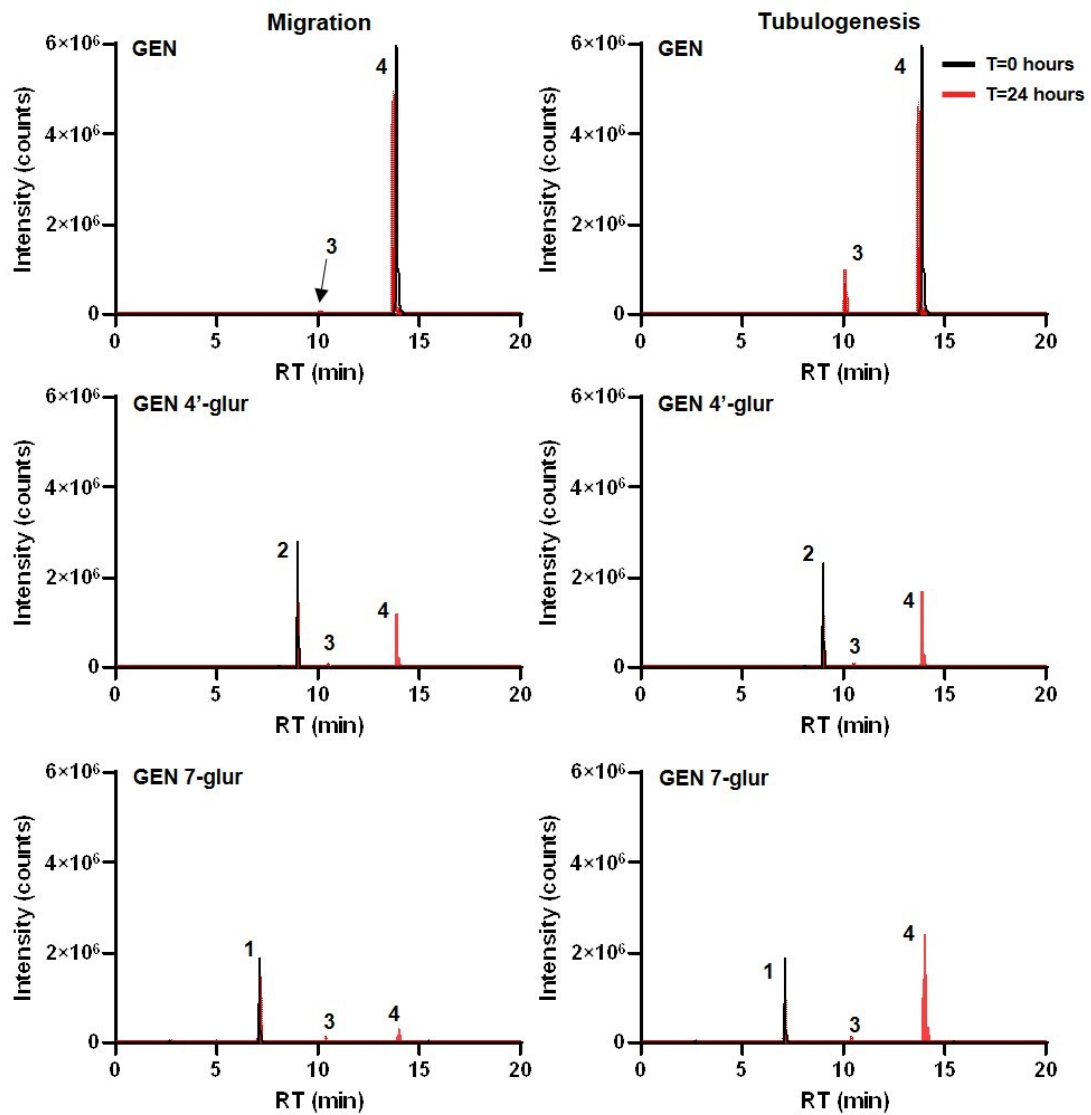 Migration
Tubulogenesis
GEN
6×10⁶
4×10⁶
2×10⁶
0
Intensity (counts)
4
3
0 5 10 15 20
RT (min)
GEN
6×10⁶
4×10⁶
2×10⁶
0
Intensity (counts)
4
3
0 5 10 15 20
RT (min)
T=0 hours
T=24 hours
GEN 4’-glur
6×10⁶
4×10⁶
2×10⁶
0
Intensity (counts)
2
3
4
0 5 10 15 20
RT (min)
GEN 4’-glur
6×10⁶
4×10⁶
2×10⁶
0
Intensity (counts)
2
3
4
0 5 10 15 20
RT (min)
GEN 7-glur
6×10⁶
4×10⁶
2×10⁶
0
Intensity (counts)
1
3
4
0 5 10 15 20
RT (min)
GEN 7-glur
6×10⁶
4×10⁶
2×10⁶
0
Intensity (counts)
1
3
4
0 5 10 15 20
RT (min)